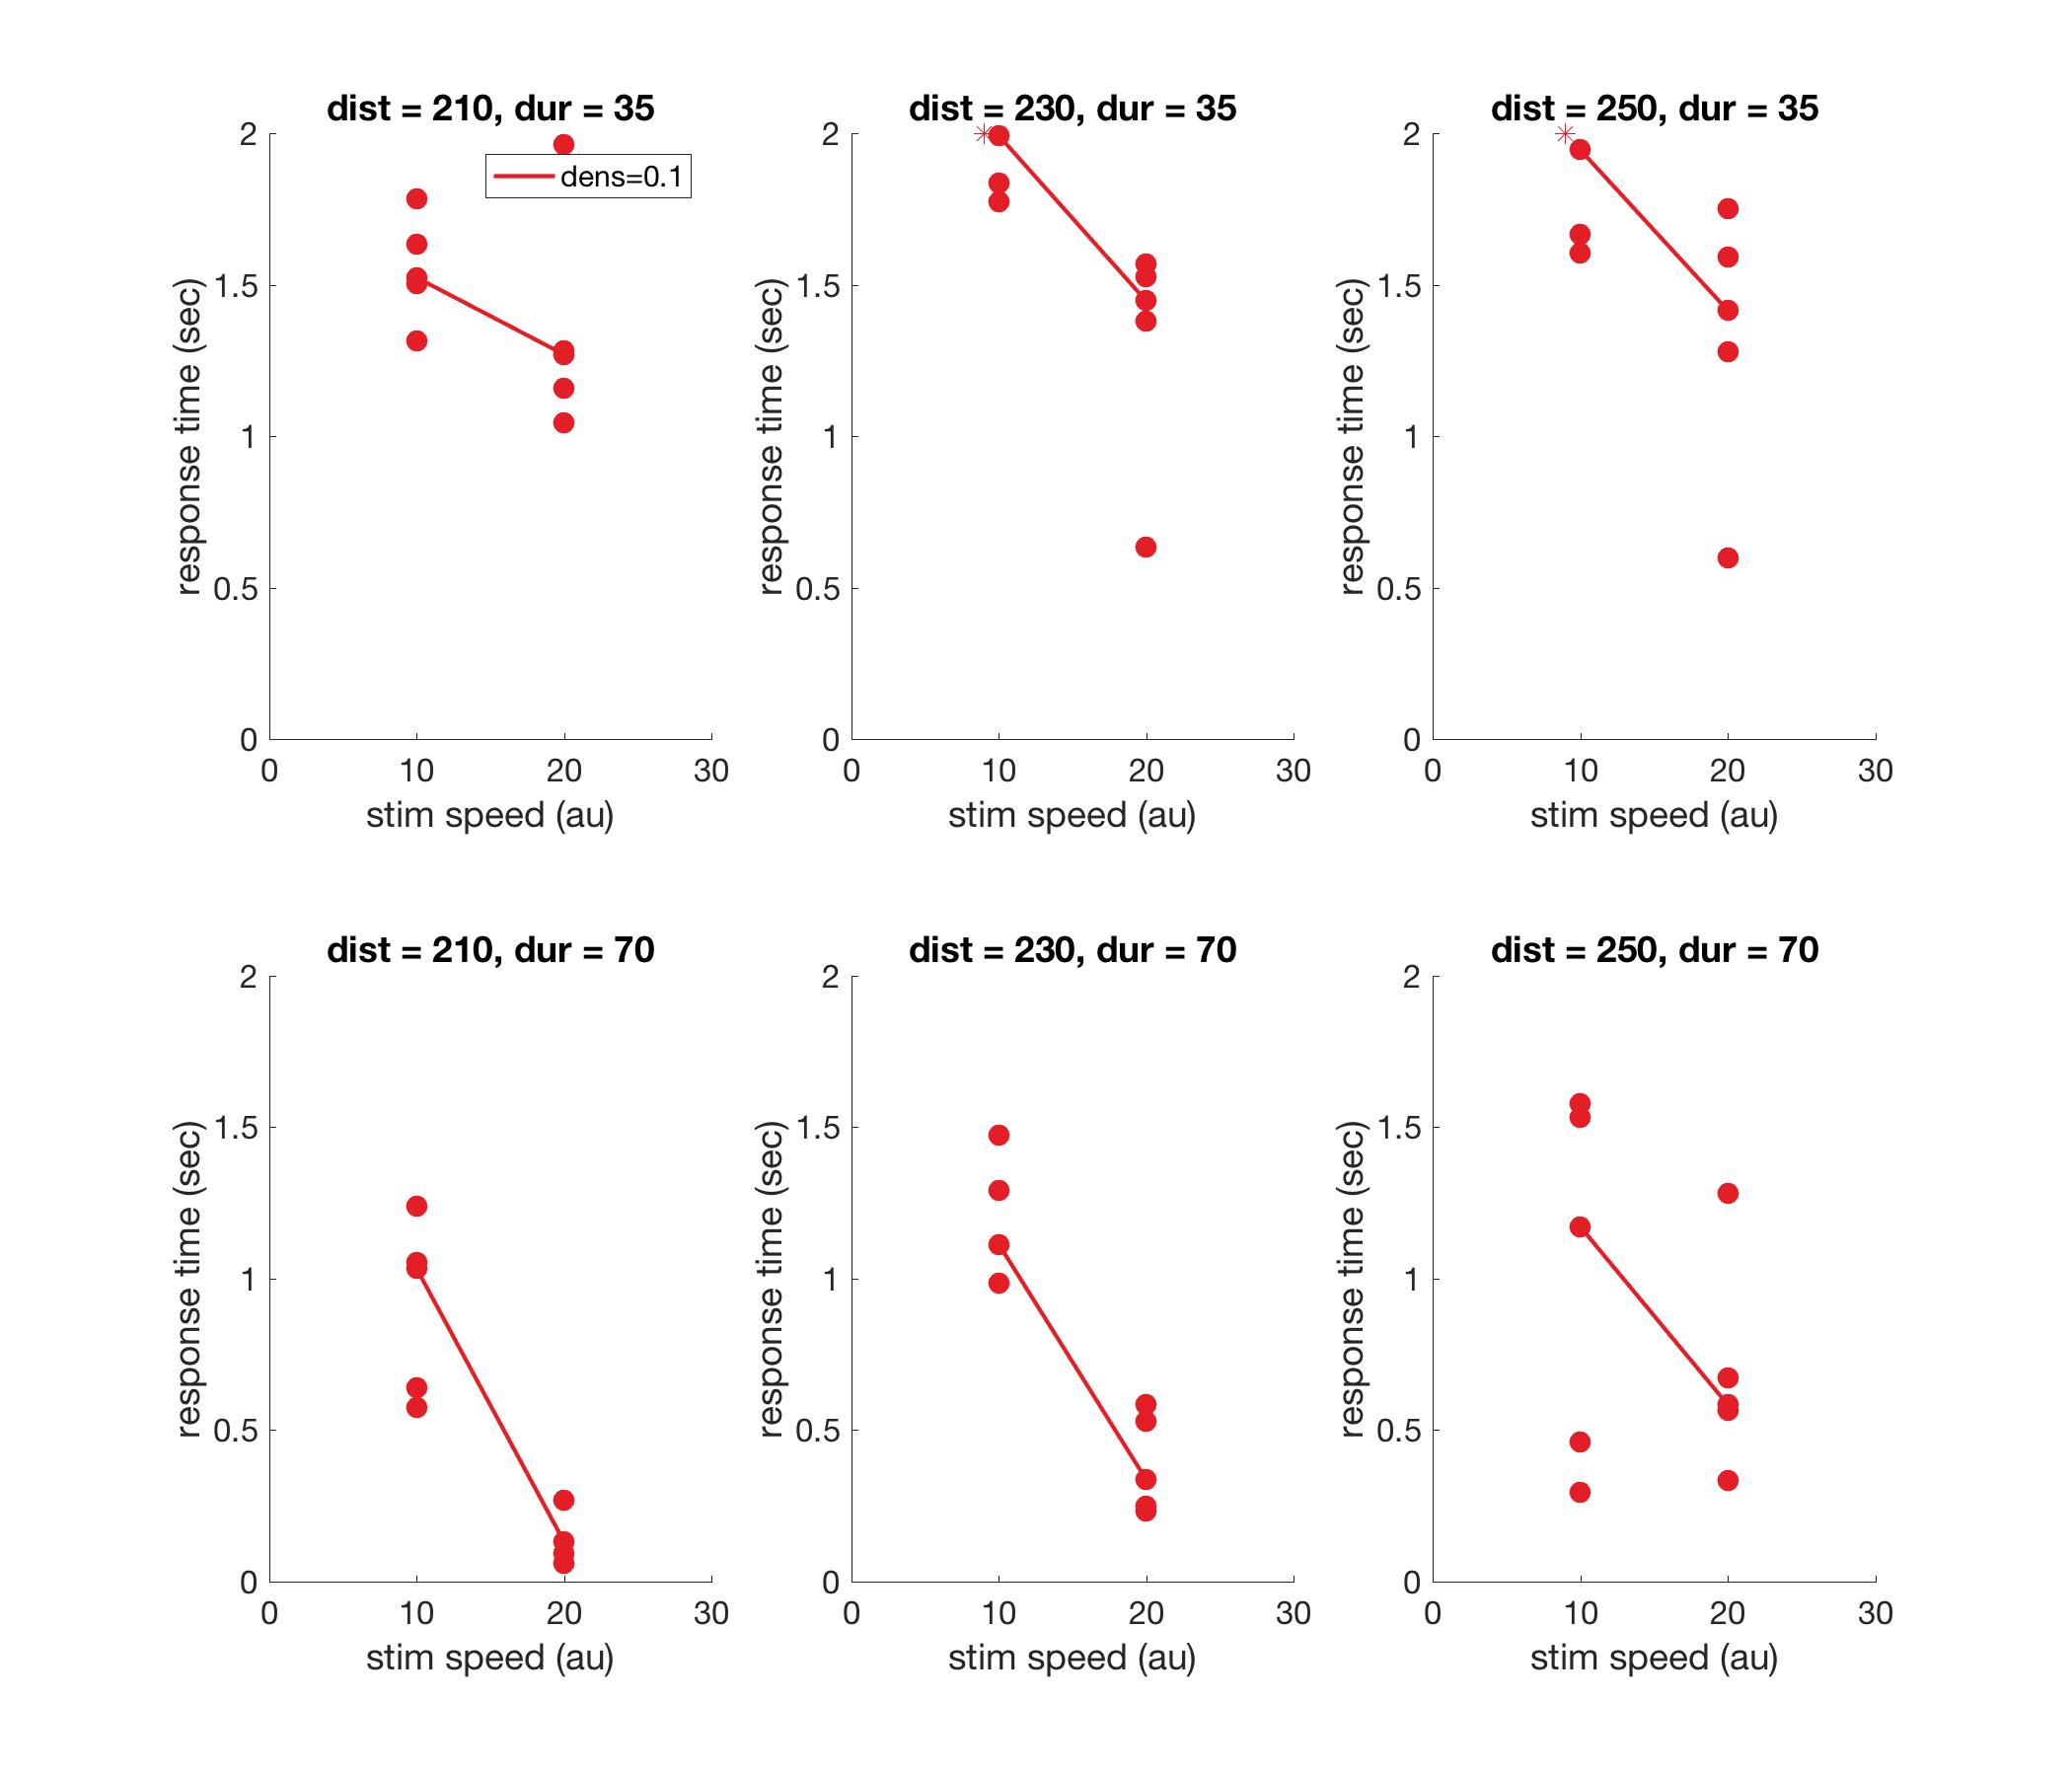 dist = 210, dur = 35
dens=0.1
2
1.5
1
0.5
0
0
10
20
30
response time (sec)
stim speed (au)
dist = 230, dur = 35
2
1.5
1
0.5
0
0
10
20
30
response time (sec)
stim speed (au)
dist = 250, dur = 35
2
1.5
1
0.5
0
0
10
20
30
response time (sec)
stim speed (au)
dist = 210, dur = 70
2
1.5
1
0.5
0
0
10
20
30
response time (sec)
stim speed (au)
dist = 230, dur = 70
2
1.5
1
0.5
0
0
10
20
30
response time (sec)
stim speed (au)
dist = 250, dur = 70
2
1.5
1
0.5
0
0
10
20
30
response time (sec)
stim speed (au)